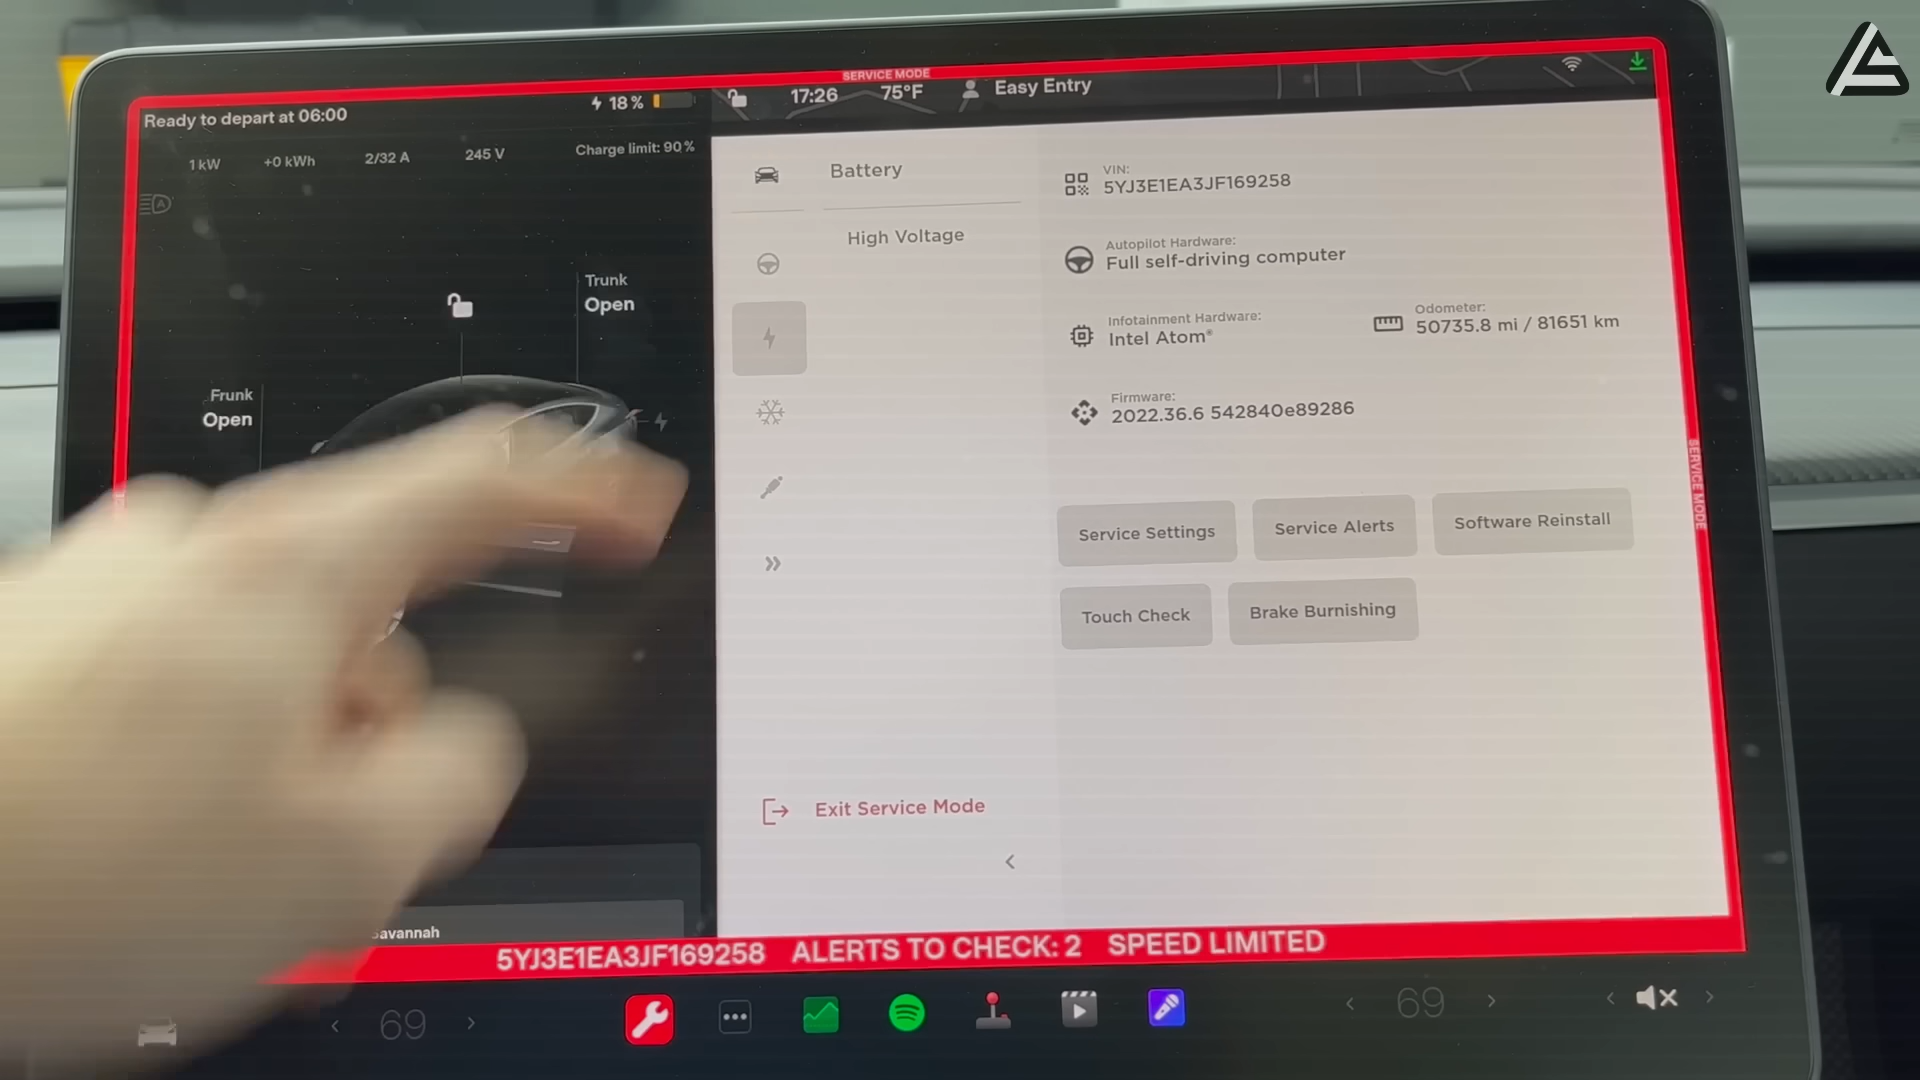 SERVICE MODE
Ready to depart at 06:00
18%
17:26
75°F
Easy Entry
1 kW
+0 kWh
2/32 A
245 V
Charge limit: 90%
Trunk
Open
Frunk
Open
Battery
High Voltage
VIN:
5YJ3E1EA3JF169258
Autopilot Hardware:
Full self-driving computer
Infotainment Hardware:
Intel Atom®
Odometer:
50735.8 mi / 81651 km
Firmware:
2022.36.6 542840e89286
Service Settings
Service Alerts
Software Reinstall
Touch Check
Brake Burnishing
SERVICE MODE
Exit Service Mode
5YJ3E1EA3JF169258 ALERTS TO CHECK: 2 SPEED LIMITED
69
69